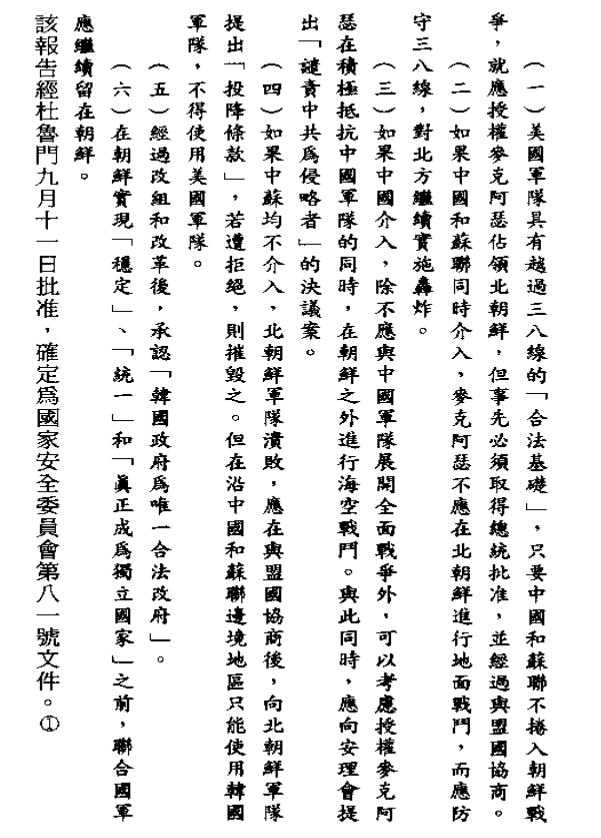 （一）美國軍隊具有越過三八線的「合法基礎」，只要中國和蘇聯不捲入朝鮮戰
爭，就應授權麥克阿瑟佔領北朝鮮，但事先必須取得總統批准，並經過與盟國協商。
（二）如果中國和蘇聯同時介入，麥克阿瑟不應在北朝鮮進行地面戰鬥，而應防
守三八線，對北方繼續實施轟炸。
（三）如果中國介入，除不應與中國軍隊展開全面戰爭外，可以考慮授權麥克阿
瑟在積極抵抗中國軍隊的同時，在朝鮮之外進行海空戰鬥。與此同時，應向安理會提
出「譴責中共為侵略者」的決議案。
（四）如果中蘇均不介入，北朝鮮軍隊潰敗，應在與盟國協商後，向北朝鮮軍隊
提出「投降條款」，若遭拒絕，則摧毀之。但在沿中國和蘇聯邊境地區只能使用韓國
軍隊，不得使用美國軍隊。
（五）經過改組和改革後，承認「韓國政府為唯一合法政府」。
（六）在朝鮮實現「穩定」、「統一」和「眞正成為獨立國家」之前，聯合國軍
應繼續留在朝鮮。
該報告經杜魯門九月十一日批准，確定為國家安全委員會第八一號文件。①